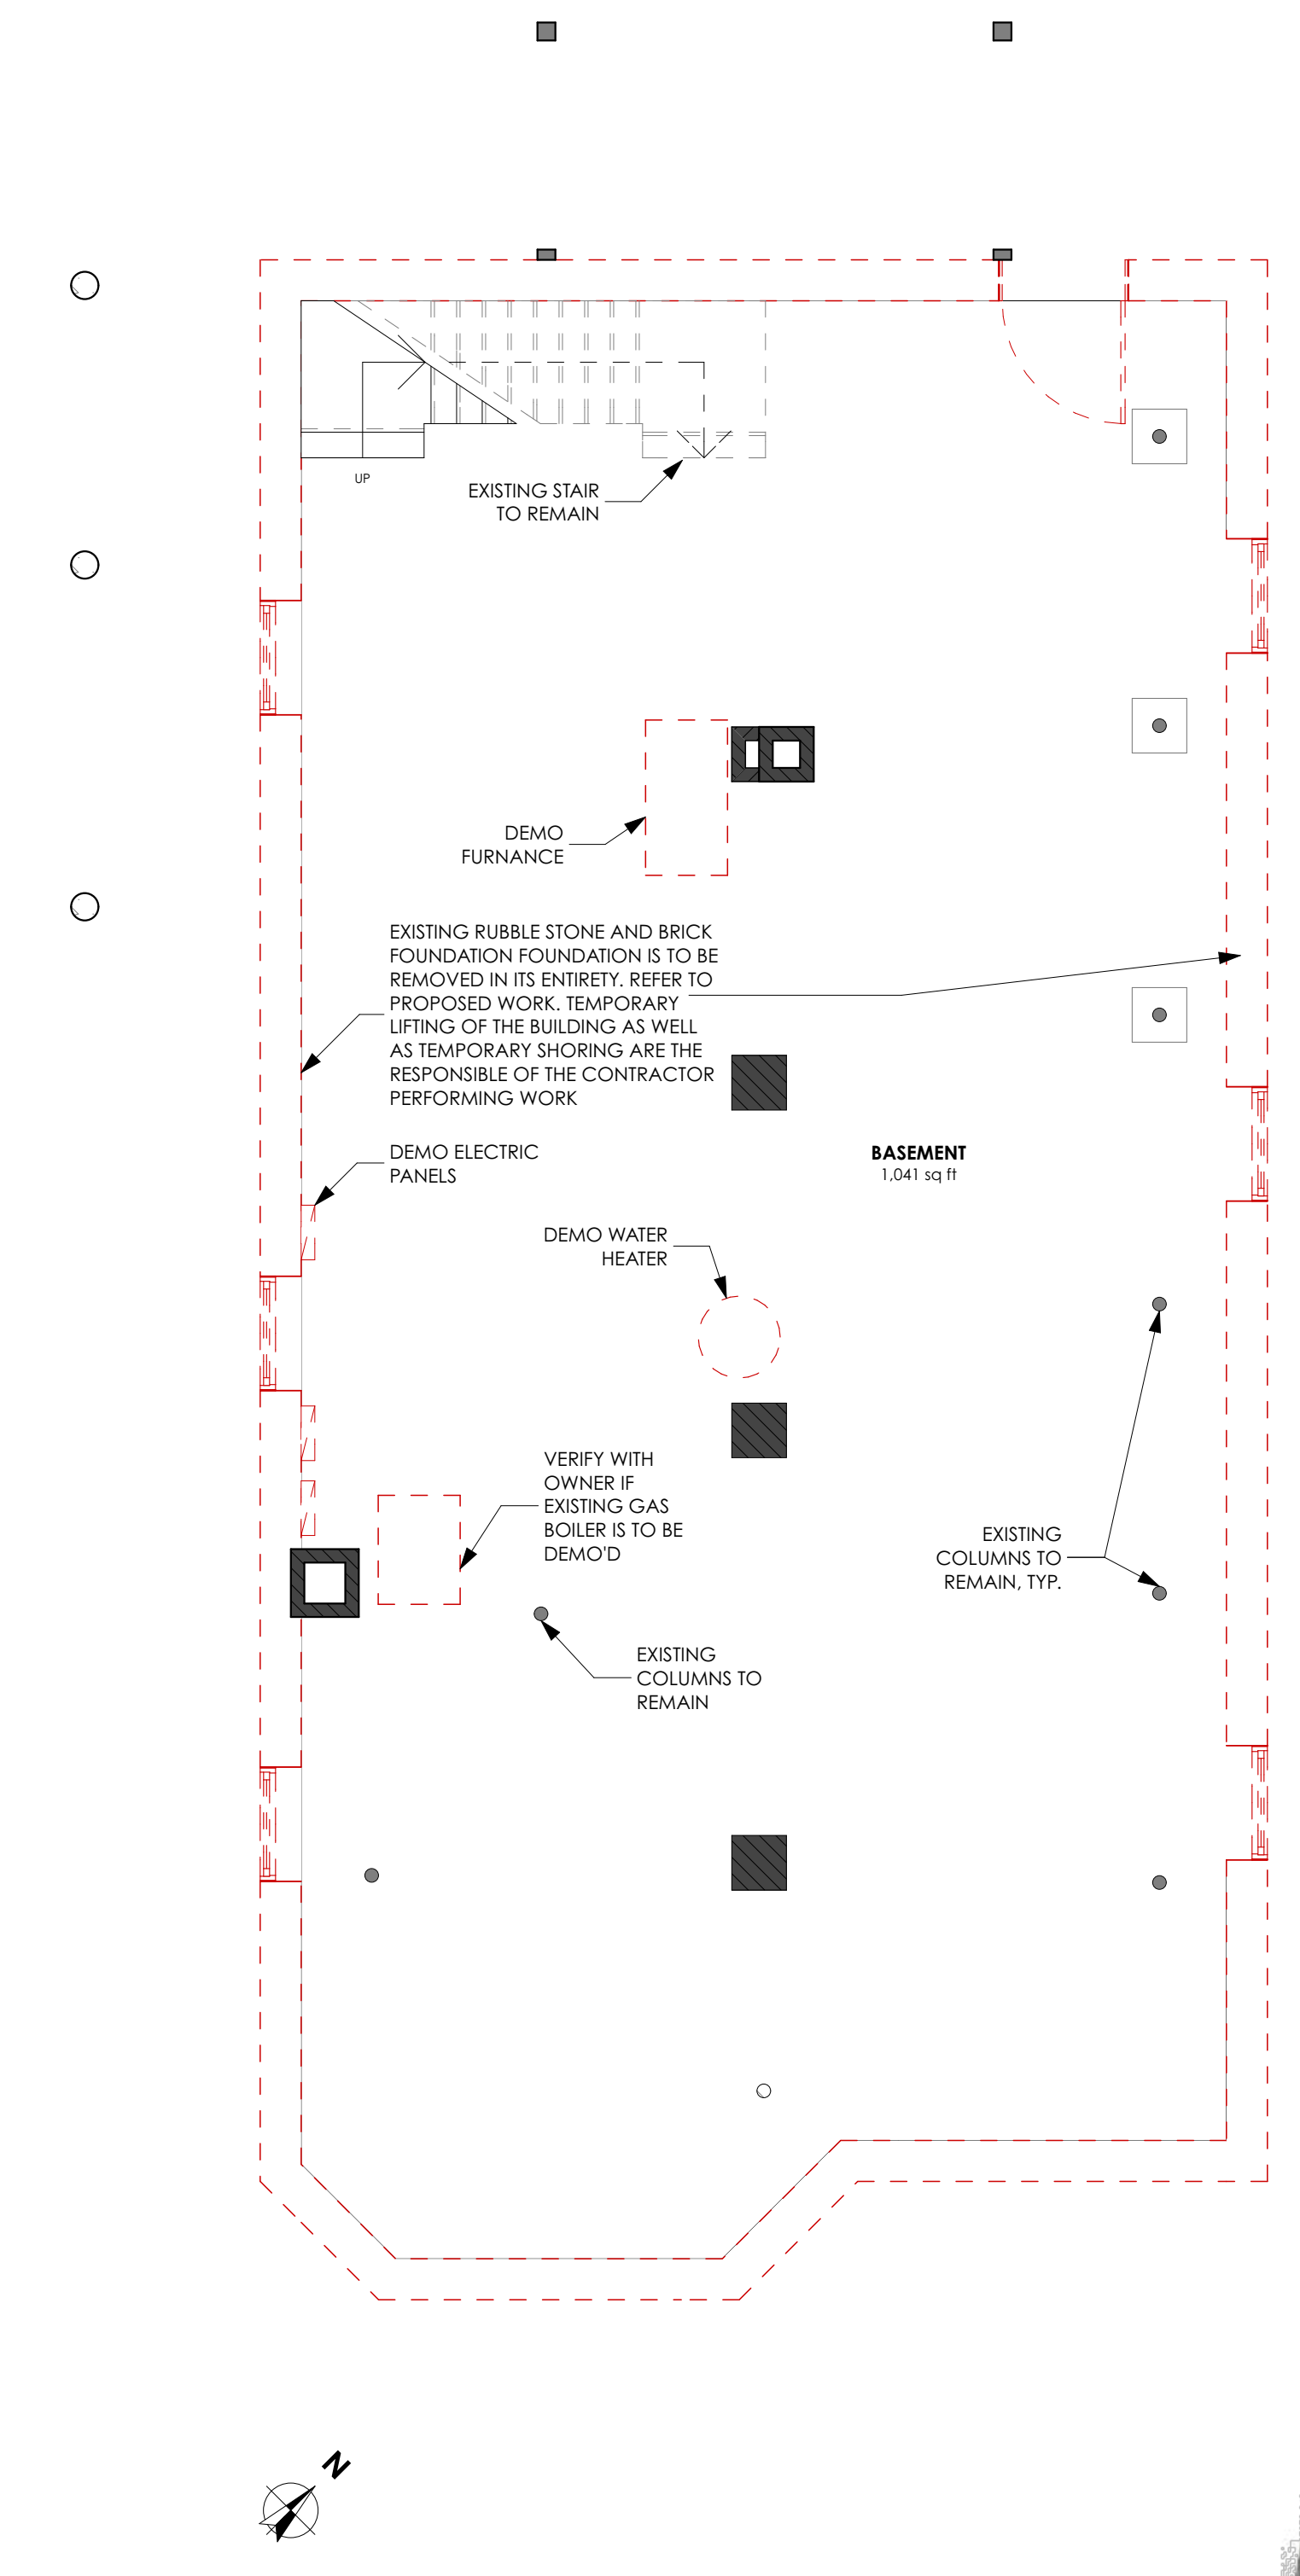 UP
EXISTING STAIR
TO REMAIN
DEMO
FURNANCE
EXISTING RUBBLE STONE AND BRICK
FOUNDATION FOUNDATION IS TO BE
REMOVED IN ITS ENTIRETY. REFER TO
PROPOSED WORK. TEMPORARY
LIFTING OF THE BUILDING AS WELL
AS TEMPORARY SHORING ARE THE
RESPONSIBLE OF THE CONTRACTOR
PERFORMING WORK
DEMO ELECTRIC
PANELS
BASEMENT
1,041 sq ft
DEMO WATER
HEATER
VERIFY WITH
OWNER IF
EXISTING GAS
BOILER IS TO BE
DEMO'D
EXISTING
COLUMNS TO
REMAIN, TYP.
EXISTING
COLUMNS TO
REMAIN
N